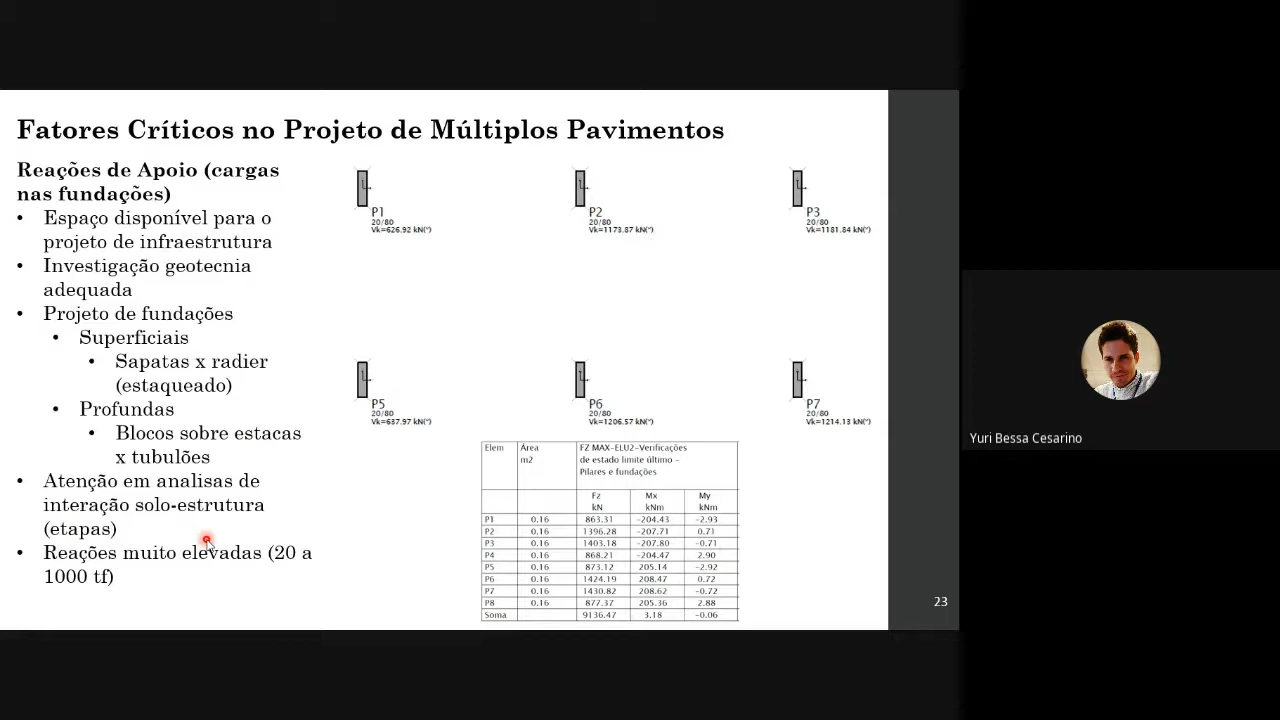 Fatores Críticos no Projeto de Múltiplos Pavimentos
Reações de Apoio (cargas
nas fundações)
• Espaço disponível para o
projeto de infraestrutura
• Investigação geotecnia
adequada
• Projeto de fundações
• Superficiais
• Sapatas x radier
(estaqueado)
• Profundas
• Blocos sobre estacas
x tubulões
• Atenção em analisas de
interação solo-estrutura
(etapas)
• Reações muito elevadas (20 a
1000 tf)
P1
20/80
Vk=626.92 kN(*)
P2
20/80
Vk=1173.87 kN(*)
P3
20/80
Vk=1181.84 kN(*)
P5
20/80
Vk=637.97 kN(*)
P6
20/80
Vk=1206.57 kN(*)
P7
20/80
Vk=1214.13 kN(*)
Elem Área FZ MAX-ELU2-Verificações
m2 de estado limite último -
Pilares e fundações
Fz Mx My
kN kNm kNm
P1 0.16 863.31 -204.43 -2.93
P2 0.16 1396.28 -207.71 0.71
P3 0.16 1403.18 -207.80 -0.71
P4 0.16 868.21 -204.47 2.90
P5 0.16 873.12 205.14 -2.92
P6 0.16 1424.19 208.47 0.72
P7 0.16 1430.82 208.62 -0.72
P8 0.16 877.37 205.36 2.88
Soma 9136.47 3.18 -0.06
23
Yuri Bessa Cesarino